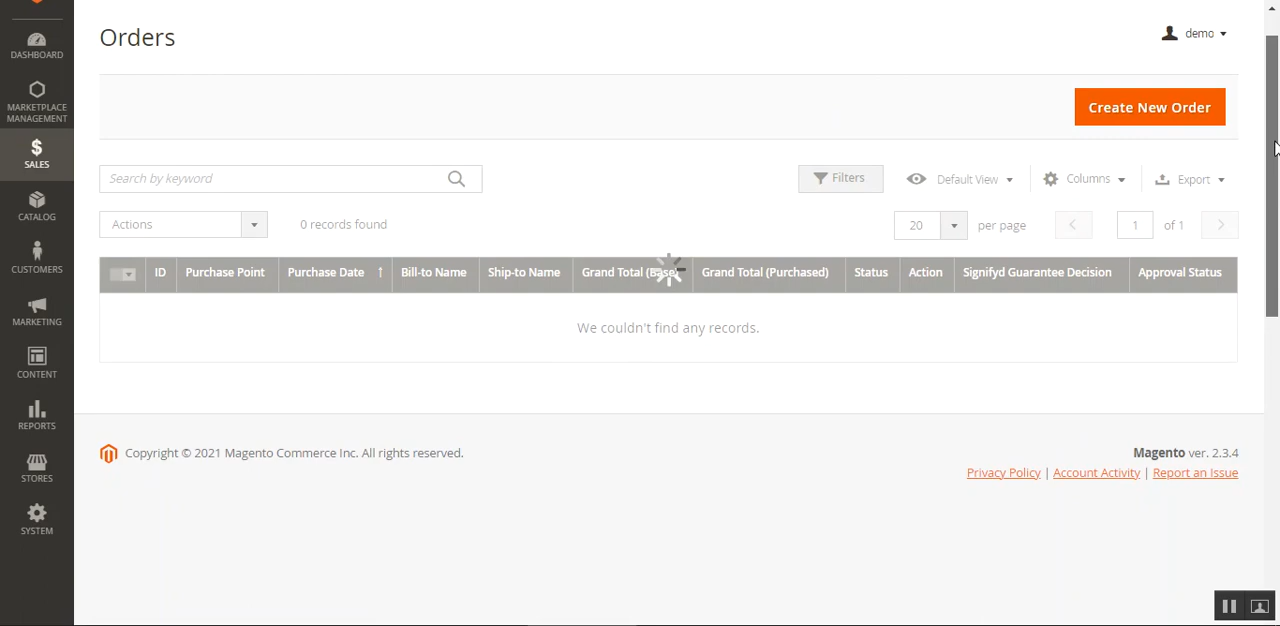 Orders
demo
DASHBOARD
MARKETPLACE
MANAGEMENT
SALES
CATALOG
CUSTOMERS
MARKETING
CONTENT
REPORTS
STORES
SYSTEM
Create New Order
Search by keyword
Filters
Default View
Columns
Export
Actions
0 records found
20
per page
1
of 1
ID
Purchase Point
Purchase Date ↑
Bill-to Name
Ship-to Name
Grand Total (Base)
Grand Total (Purchased)
Status
Action
Signifyd Guarantee Decision
Approval Status
We couldn't find any records.
Copyright © 2021 Magento Commerce Inc. All rights reserved.
Magento ver. 2.3.4
Privacy Policy | Account Activity | Report an Issue